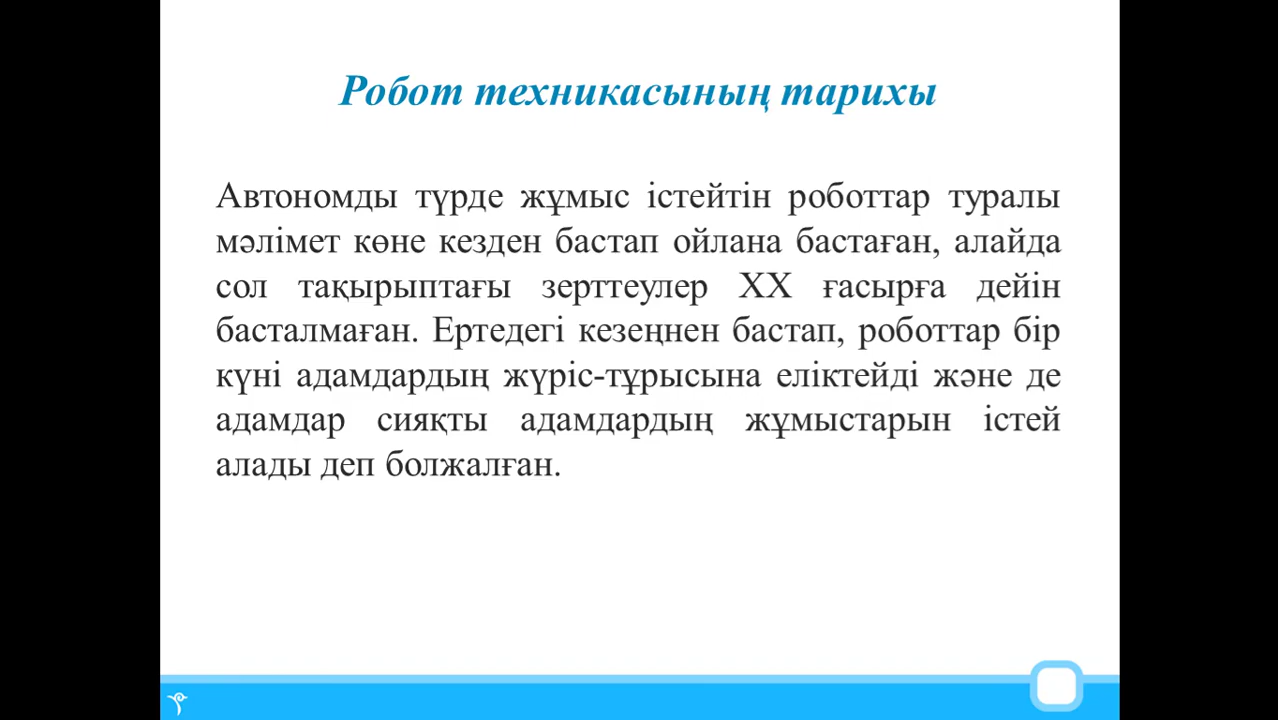 Робот техникасының тарихы
Автономды түрде жұмыс істейтін роботтар туралы
мәлімет көне кезден бастап ойлана бастаған, алайда
сол тақырыптағы зерттеулер ХХ ғасырға дейін
басталмаған. Ертедегі кезеңнен бастап, роботтар бір
күні адамдардың жүріс-тұрысына еліктейді және де
адамдар сияқты адамдардың жұмыстарын істей
алады деп болжалған.